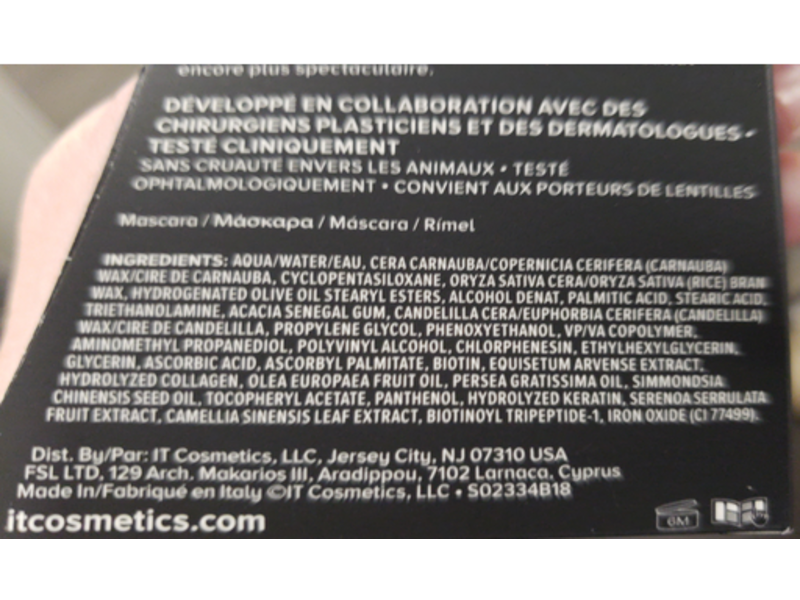 encore plus spectaculaire.
DÉVELOPPÉ EN COLLABORATION AVEC DES
CHIRURGIENS PLASTICIENS ET DES DERMATOLOGUES •
TESTÉ CLINIQUEMENT
SANS CRUAUTÉ ENVERS LES ANIMAUX • TESTÉ
OPHTALMOLOGIQUEMENT • CONVIENT AUX PORTEURS DE LENTILLES
Mascara / Μάσκαρα / Máscara / Rímel
INGREDIENTS: AQUA/WATER/EAU, CERA CARNAUBA/COPERNICIA CERIFERA (CARNAUBA)
WAX/CIRE DE CARNAUBA, CYCLOPENTASILOXANE, ORYZA SATIVA CERA/ORYZA SATIVA (RICE) BRAN
WAX, HYDROGENATED OLIVE OIL STEARYL ESTERS, ALCOHOL DENAT, PALMITIC ACID, STEARIC ACID,
TRIETHANOLAMINE, ACACIA SENEGAL GUM, CANDELILLA CERA/EUPHORBIA CERIFERA (CANDELILLA)
WAX/CIRE DE CANDELILLA, PROPYLENE GLYCOL, PHENOXYETHANOL, VP/VA COPOLYMER,
AMINOMETHYL PROPANEDIOL, POLYVINYL ALCOHOL, CHLORPHENESIN, ETHYLHEXYLGLYCERIN,
GLYCERIN, ASCORBIC ACID, ASCORBYL PALMITATE, BIOTIN, EQUISETUM ARVENSE EXTRACT,
HYDROLYZED COLLAGEN, OLEA EUROPAEA FRUIT OIL, PERSEA GRATISSIMA OIL, SIMMONDSIA
CHINENSIS SEED OIL, TOCOPHERYL ACETATE, PANTHENOL, HYDROLYZED KERATIN, SERENOA SERRULATA
FRUIT EXTRACT, CAMELLIA SINENSIS LEAF EXTRACT, BIOTINOYL TRIPEPTIDE-1, IRON OXIDE (CI 77499).
Dist. By/Par: IT Cosmetics, LLC, Jersey City, NJ 07310 USA
FSL LTD, 129 Arch. Makarios III, Aradippou, 7102 Larnaca, Cyprus
Made In/Fabriqué en Italy ©IT Cosmetics, LLC • S02334B18
itcosmetics.com
6M